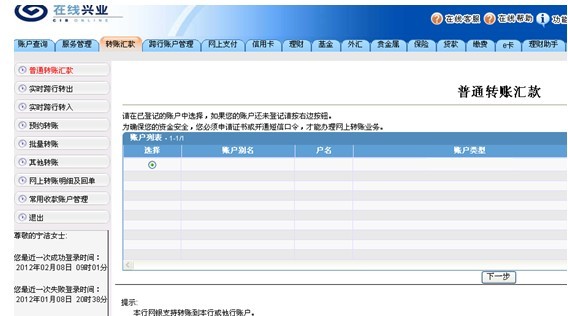 在线兴业
CIB ONLINE
在线客服 在线帮助 功能
账户查询 服务管理 转账汇款 跨行账户管理 网上支付 信用卡 理财 基金 外汇 贵金属 保险 贷款 缴费 e卡 理财助手
普通转账汇款
实时跨行转出
实时跨行转入
预约转账
批量转账
其他转账
网上转账明细及回单
常用收款账户管理
退出
尊敬的宁洁女士:
您最近一次成功登录时间:
2012年02月08日 09时01分
您最近一次失败登录时间:
2012年01月08日 20时38分
普通转账汇款
请在已登记的账户中选择,如果您的账户还未登记请按右边按钮。
为确保您的资金安全,您必须申请证书或开通短信口令,才能办理网上转账业务。
账户列表 - 1-1/1
选择 账户别名 户名 账户类型
下一步
提示:
本行网银支持转账到本行或他行账户。